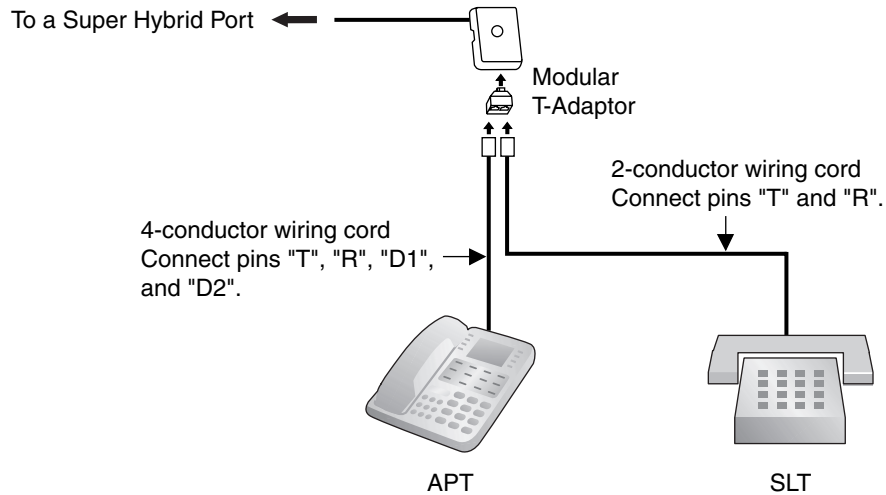 To a Super Hybrid Port
Modular
T-Adaptor
2-conductor wiring cord
Connect pins "T" and "R".
4-conductor wiring cord
Connect pins "T", "R", "D1",
and "D2".
APT
SLT